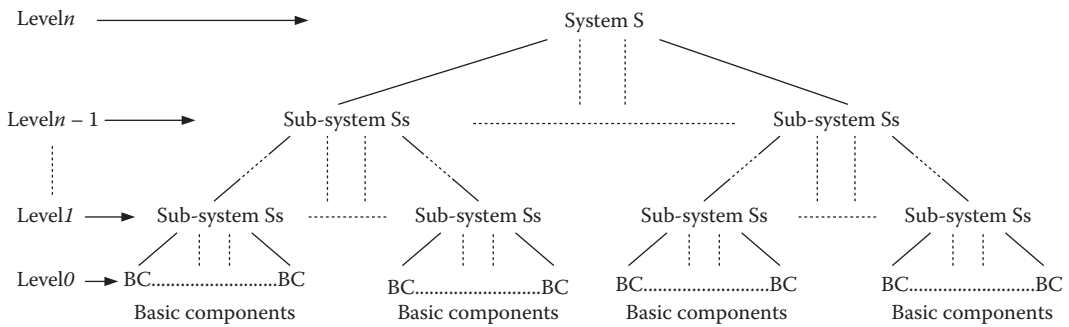 Leveln System S
Leveln – 1 Sub-system Ss Sub-system Ss
Level1 Sub-system Ss Sub-system Ss Sub-system Ss Sub-system Ss
Level0 BC............................BC BC............................BC BC............................BC BC............................BC
Basic components Basic components Basic components Basic components